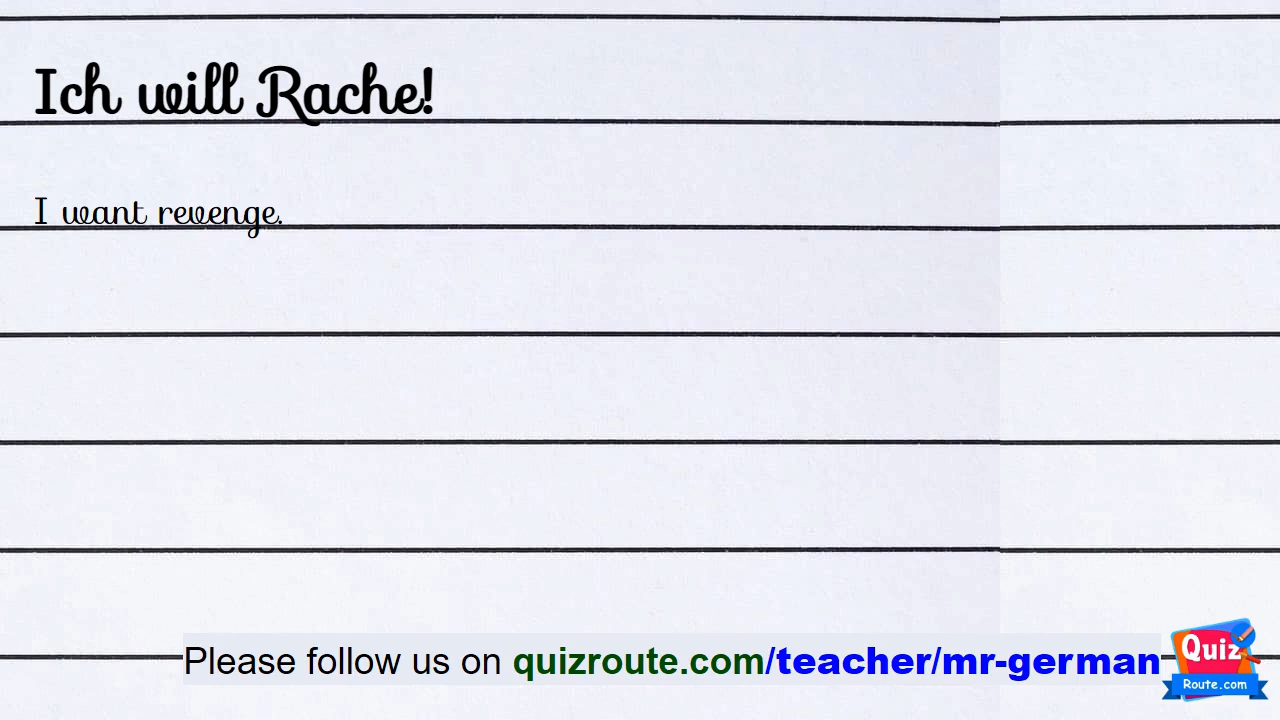 Ich will Rache!
I want revenge.
Please follow us on quizroute.com/teacher/mr-german
Quiz
Route.com